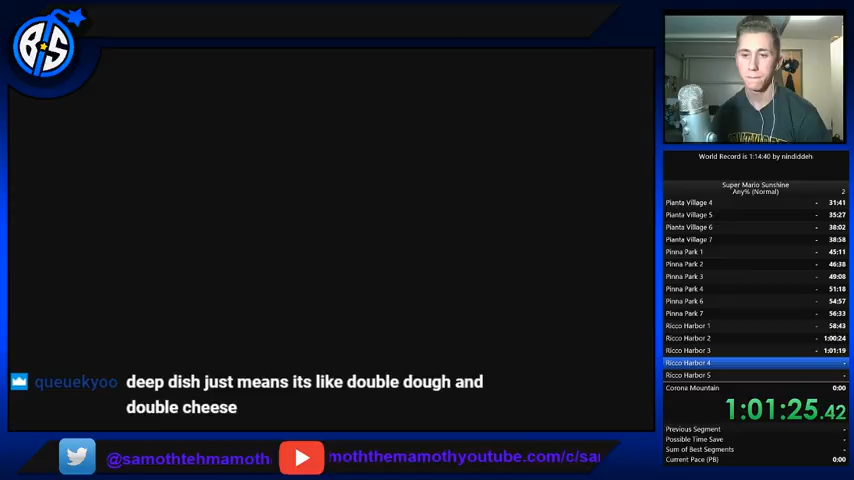 BS
World Record is 1:14:40 by nindiddeh
Super Mario Sunshine
Any% (Normal) 2
Pianta Village 4 - 31:41
Pianta Village 5 - 35:27
Pianta Village 6 - 38:02
Pianta Village 7 - 38:58
Pinna Park 1 - 45:11
Pinna Park 2 - 46:38
Pinna Park 3 - 49:08
Pinna Park 4 - 51:18
Pinna Park 6 - 54:57
Pinna Park 7 - 56:33
Ricco Harbor 1 - 58:43
Ricco Harbor 2 - 1:00:24
Ricco Harbor 3 - 1:01:19
Ricco Harbor 4 -
Ricco Harbor 5 -
Corona Mountain 0:00
1:01:25.42
Previous Segment -
Possible Time Save -
Sum of Best Segments -
Current Pace (PB) 0:00
queuekyoo deep dish just means its like double dough and
double cheese
@samothtehmamoth
moththemamothyoutube.com/c/sa